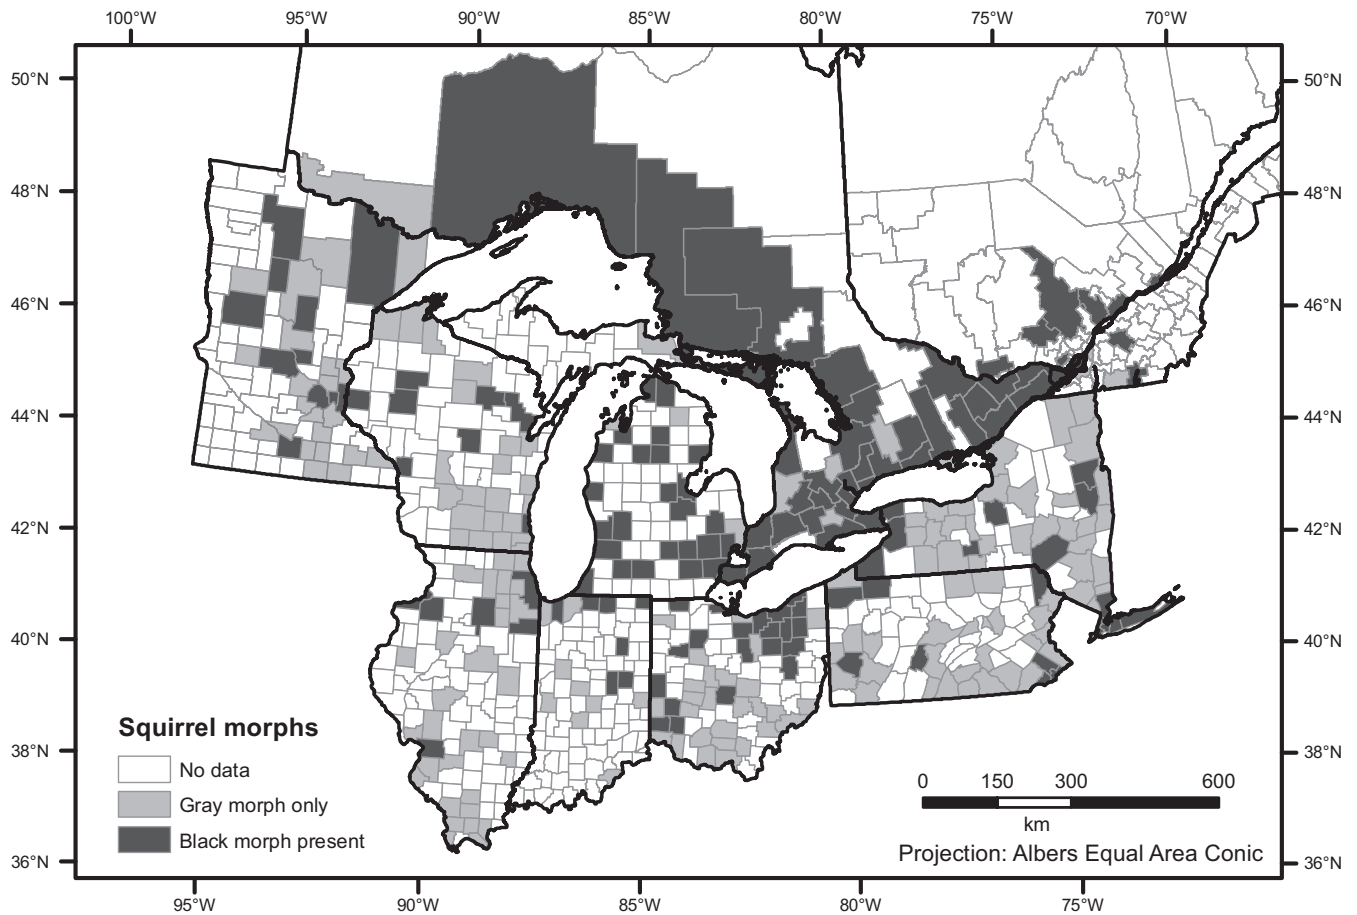 100°W 95°W 90°W 85°W 80°W 75°W 70°W
50°N 50°N
48°N 48°N
46°N 46°N
44°N 44°N
42°N 42°N
40°N 40°N
38°N 38°N
Squirrel morphs
No data
Gray morph only
Black morph present
0 150 300 600
km
Projection: Albers Equal Area Conic
36°N 36°N
95°W 90°W 85°W 80°W 75°W